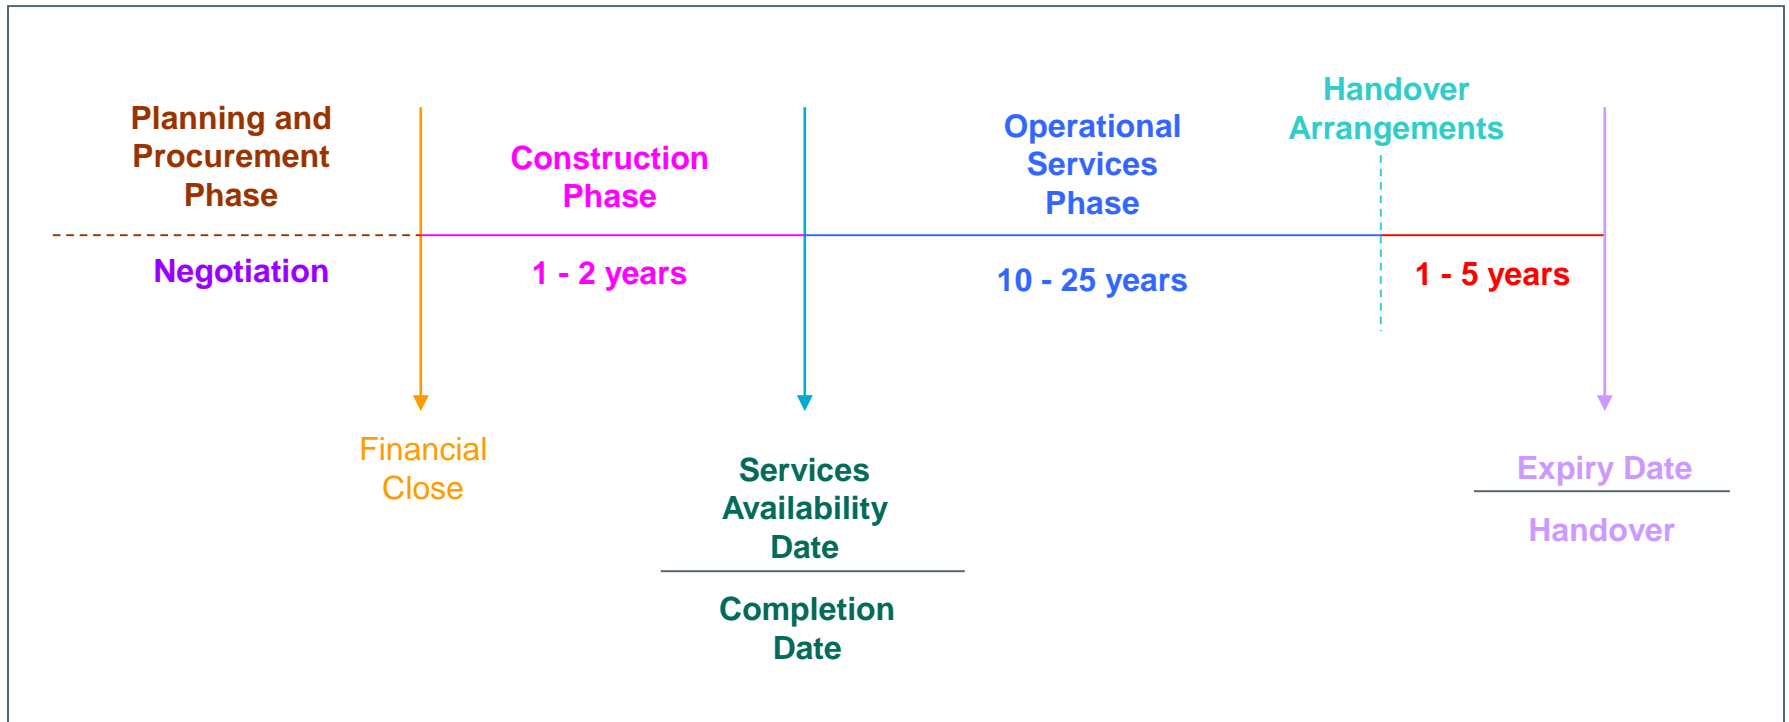 Planning and
Procurement
Phase
Negotiation
Construction
Phase
1 - 2 years
Operational
Services
Phase
10 - 25 years
Handover
Arrangements
1 - 5 years
Financial
Close
Services
Availability
Date
Completion
Date
Expiry Date
Handover